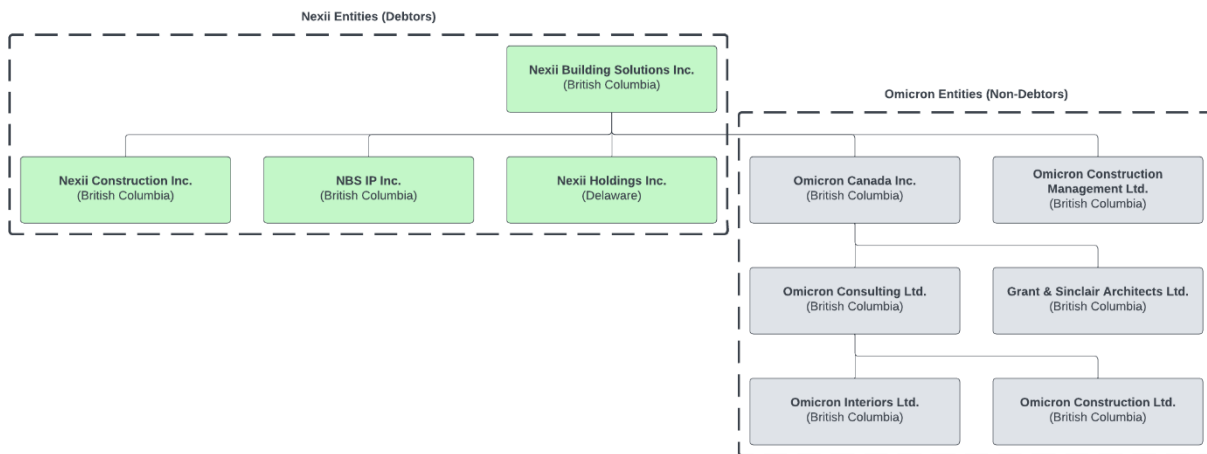 Nexii Entities (Debtors)
Nexii Building Solutions Inc.
(British Columbia)
Omicron Entities (Non-Debtors)
Nexii Construction Inc.
(British Columbia)
NBS IP Inc.
(British Columbia)
Nexii Holdings Inc.
(Delaware)
Omicron Canada Inc.
(British Columbia)
Omicron Construction
Management Ltd.
(British Columbia)
Omicron Consulting Ltd.
(British Columbia)
Grant & Sinclair Architects Ltd.
(British Columbia)
Omicron Interiors Ltd.
(British Columbia)
Omicron Construction Ltd.
(British Columbia)